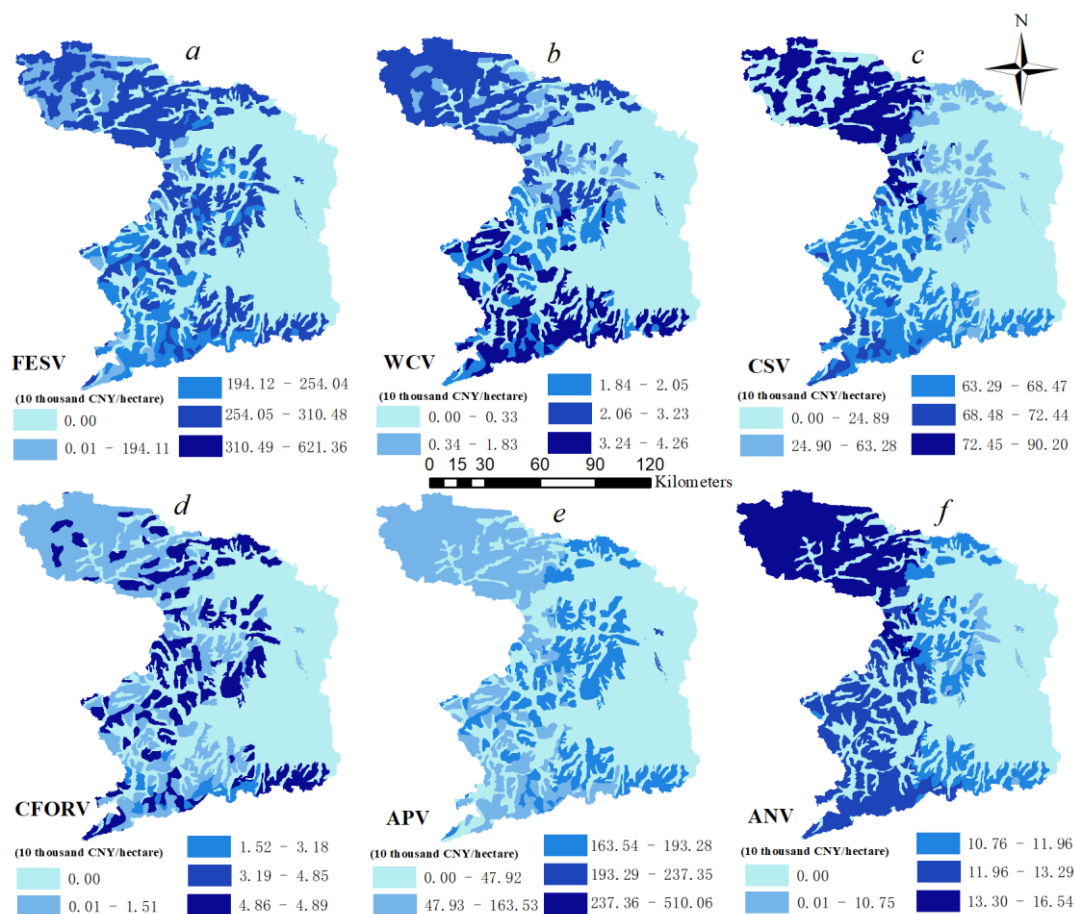 N
a
b
c
FESV
(10 thousand CNY/hectare)
0.00
0.01 - 194.11
194.12 - 254.04
254.05 - 310.48
310.49 - 621.36
WCV
(10 thousand CNY/hectare)
0.00 - 0.33
0.34 - 1.83
1.84 - 2.05
2.06 - 3.23
3.24 - 4.26
CSV
(10 thousand CNY/hectare)
0.00 - 24.89
24.90 - 63.28
63.29 - 68.47
68.48 - 72.44
72.45 - 90.20
0 15 30 60 90 120
Kilometers
d
e
f
CFORV
(10 thousand CNY/hectare)
0.00
0.01 - 1.51
1.52 - 3.18
3.19 - 4.85
4.86 - 4.89
APV
(10 thousand CNY/hectare)
0.00 - 47.92
47.93 - 163.53
163.54 - 193.28
193.29 - 237.35
237.36 - 510.06
ANV
(10 thousand CNY/hectare)
0.00
0.01 - 10.75
10.76 - 11.96
11.96 - 13.29
13.30 - 16.54